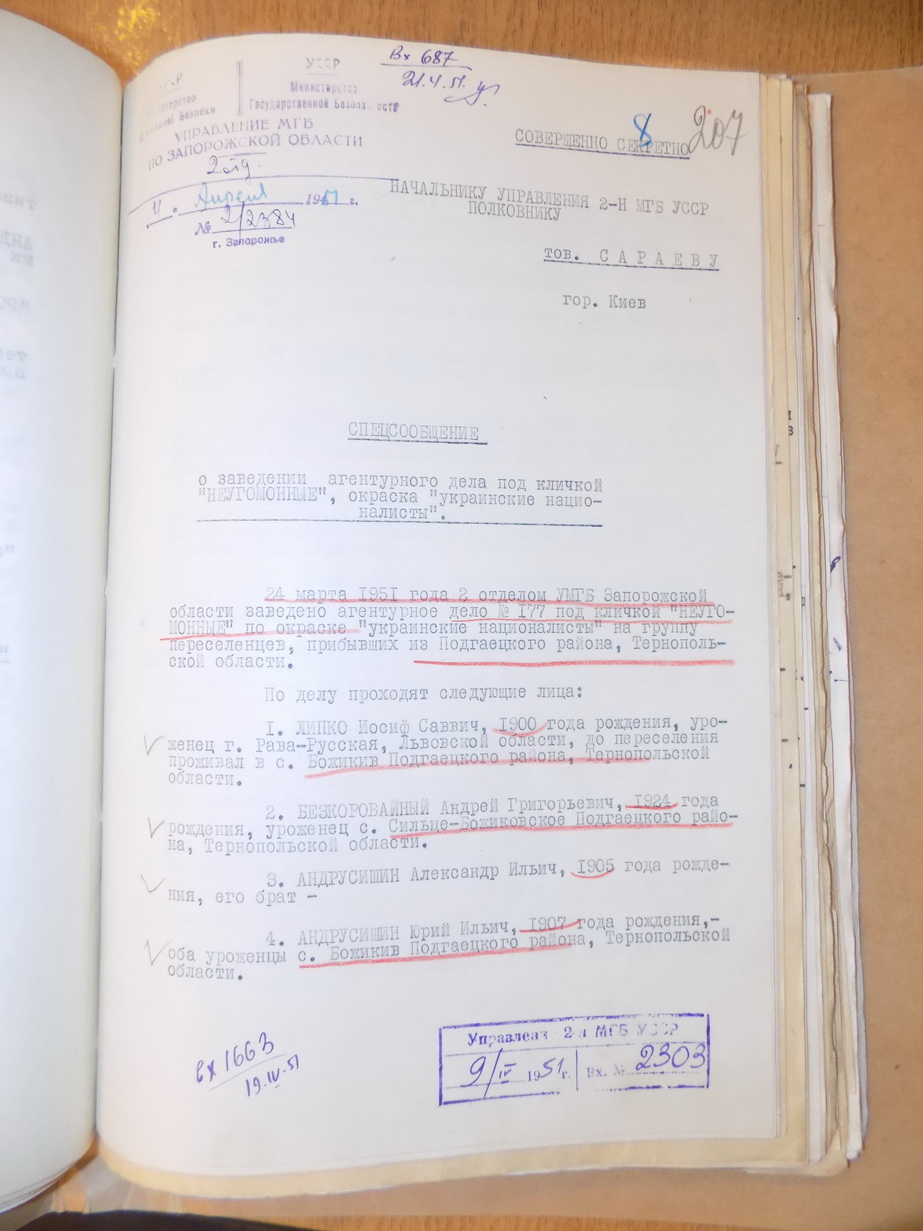 УССР
Министерство
Государственной Безопасности
УПРАВЛЕНИЕ МГБ
ПО ЗАПОРОЖСКОЙ ОБЛАСТИ
2 отд.
Апреля 1951 г.
№ 2/2384
г. Запорожье
Вх 687
21.4.51.
СОВЕРШЕННО СЕКРЕТНО
8
207
НАЧАЛЬНИКУ УПРАВЛЕНИЯ 2-Н МГБ УССР
ПОЛКОВНИКУ
тов. САРАЕВУ
гор. Киев
СПЕЦСООБЩЕНИЕ
о заведении агентурного дела под кличкой
"НЕУГОМОННЫЕ", окраска "украинские нацио-
налисты".
24 марта 1951 года 2 отделом УМГБ Запорожской
области заведено агентурное дело № 177 под кличкой "НЕУГО-
МОННЫЕ" по окраске "украинские националисты" на группу
переселенцев, прибывших из Подгаецкого района, Тернополь-
ской области.
По делу проходят следующие лица:
1. ЛИПКО Иосиф Саввич, 1900 года рождения, уро-
женец г. Рава-Русская, Львовской области, до переселения
проживал в с. Божикив Подгаецкого района, Тернопольской
области.
2. БЕЗКОРОВАЙНЫЙ Андрей Григорьевич, 1924 года
рождения, уроженец с. Сильце-Божиковское Подгаецкого райо-
на, Тернопольской области.
3. АНДРУСИШИН Александр Ильич, 1905 года рожде-
ния, его брат -
4. АНДРУСИШИН Юрий Ильич, 1907 года рождения,-
оба уроженцы с. Божикив Подгаецкого района, Тернопольской
области.
вх 1663
19.IV.51
Управлен 2-н МГБ УССР
9/IV 1951 г. Вх. № 2303